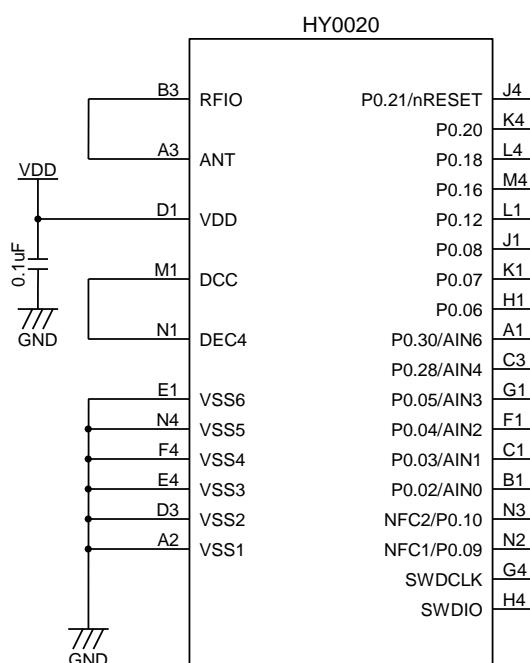 HY0020
B3 RFIO P0.21/nRESET J4
P0.20 K4
A3 ANT P0.18 L4
VDD
P0.16 M4
D1 VDD P0.12 L1
0.1uF
P0.08 J1
M1 DCC P0.07 K1
P0.06 H1
GND
N1 DEC4 P0.30/AIN6 A1
P0.28/AIN4 C3
E1 VSS6 P0.05/AIN3 G1
N4 VSS5 P0.04/AIN2 F1
F4 VSS4 P0.03/AIN1 C1
E4 VSS3 P0.02/AIN0 B1
D3 VSS2 NFC2/P0.10 N3
A2 VSS1 NFC1/P0.09 N2
SWDCLK G4
SWDIO H4
GND